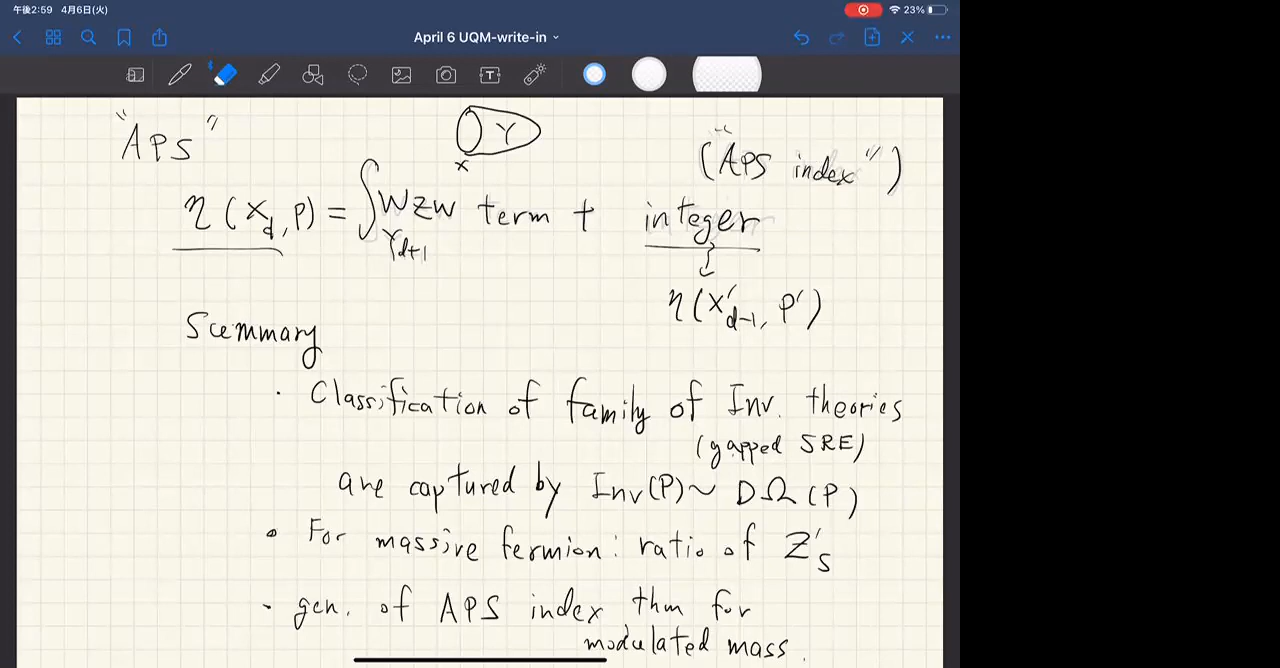 午後2:59 4月6日(火)
23%
April 6 UQM-write-in
T
"APS"
Y
X
("APS index")
η(X_d, P) = ∫_{Y_{d+1}} WZW term + integer
η(X'_{d-1}, P')
Summary
· Classification of family of Inv. theories
(gapped SRE)
are captured by Inv(P) ~ DΩ(P)
· For massive fermion: ratio of Z's
· gen. of APS index thm for
modulated mass.